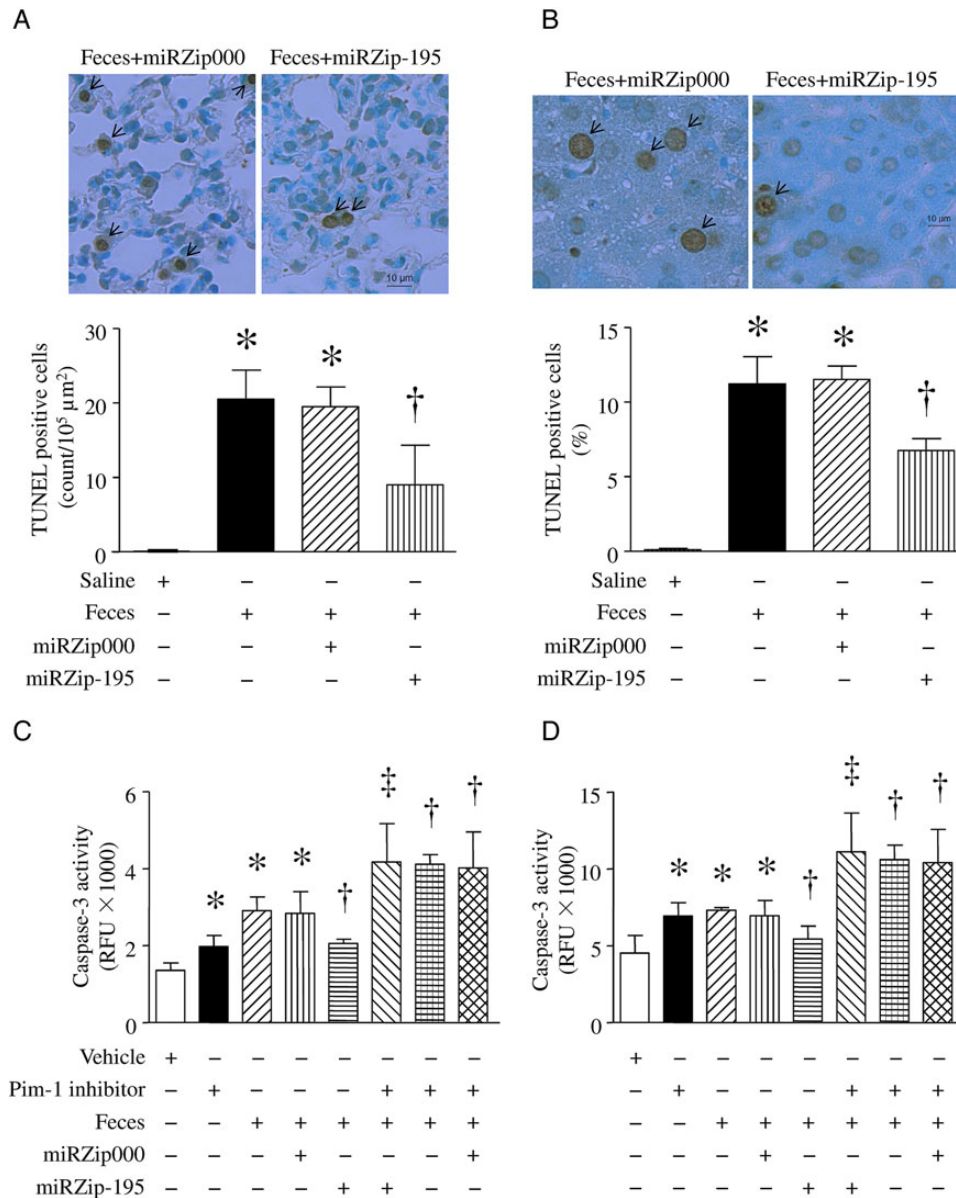 A
B
Feces+miRZip000 Feces+miRZip-195
Feces+miRZip000 Feces+miRZip-195
10 µm
10 µm
TUNEL positive cells
(count/10⁵ µm²)
30
20
10
0
* * †
Saline + – – –
Feces – + + +
miRZip000 – – + –
miRZip-195 – – – +
TUNEL positive cells
(%)
15
10
5
0
* * †
Saline + – – –
Feces – + + +
miRZip000 – – + –
miRZip-195 – – – +
C
D
Caspase-3 activity
(RFU × 1000)
6
4
2
0
* * * † ‡ † †
Vehicle + – – – – – – –
Pim-1 inhibitor – + – – – + + +
Feces – – + + + + + +
miRZip000 – – – + – – – +
miRZip-195 – – – – + + – –
Caspase-3 activity
(RFU × 1000)
15
10
5
0
* * * † ‡ † †
+ – – – – – – –
– + – – – + + +
– – + + + + + +
– – – + – – – +
– – – – + + – –